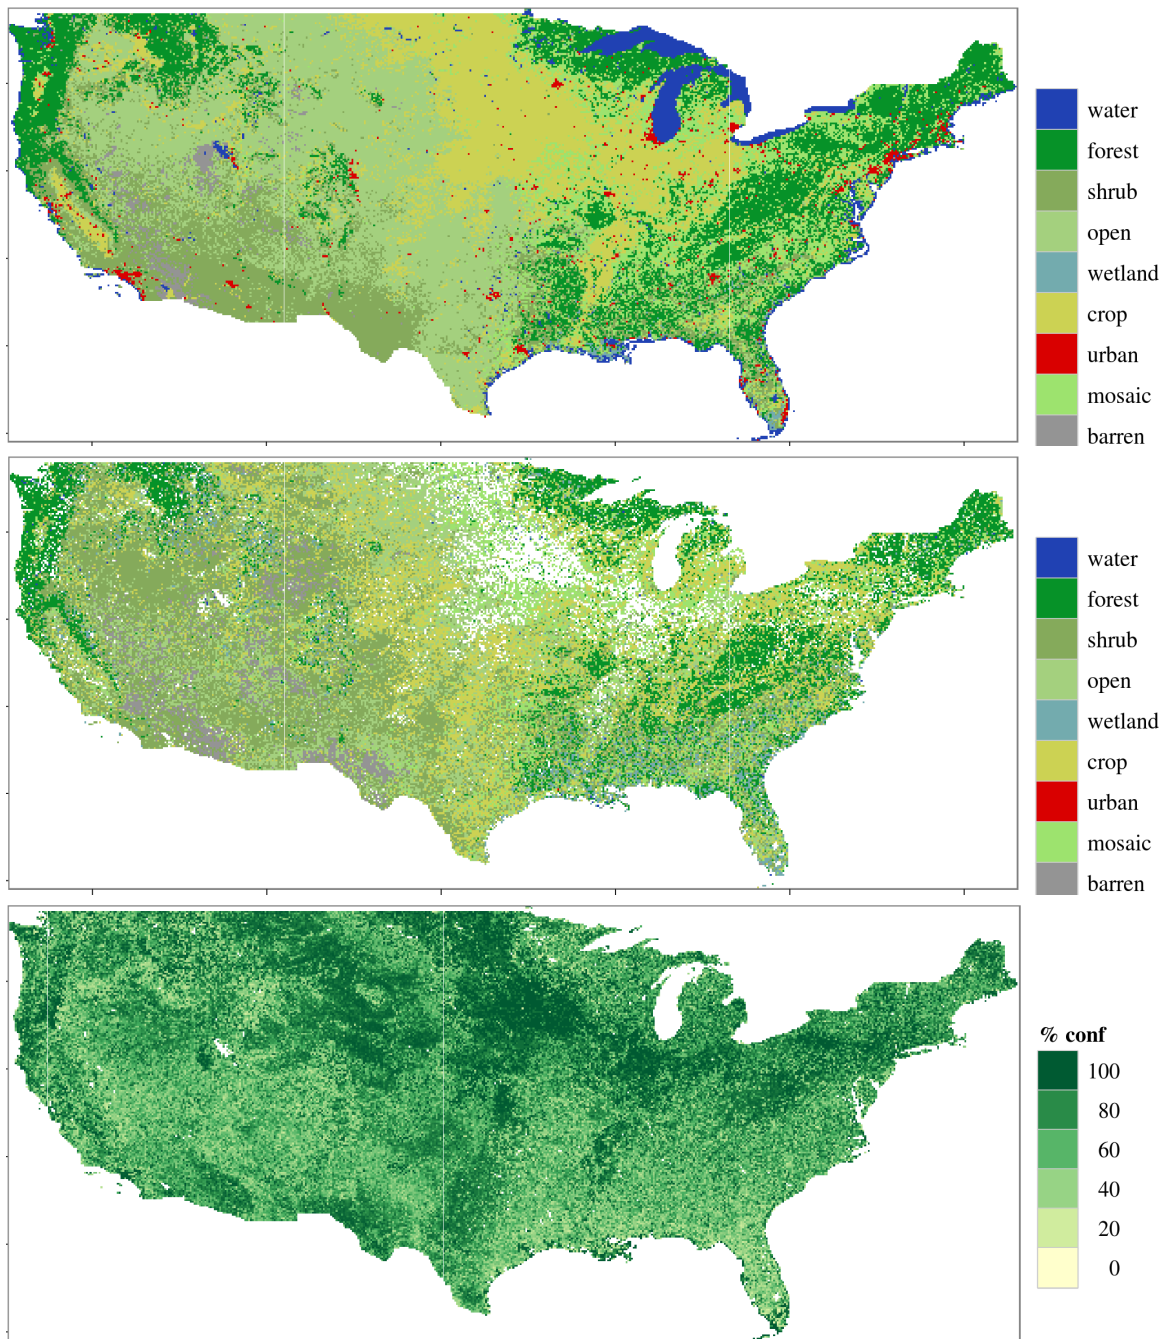 water
forest
shrub
open
wetland
crop
urban
mosaic
barren
water
forest
shrub
open
wetland
crop
urban
mosaic
barren
% conf
100
80
60
40
20
0